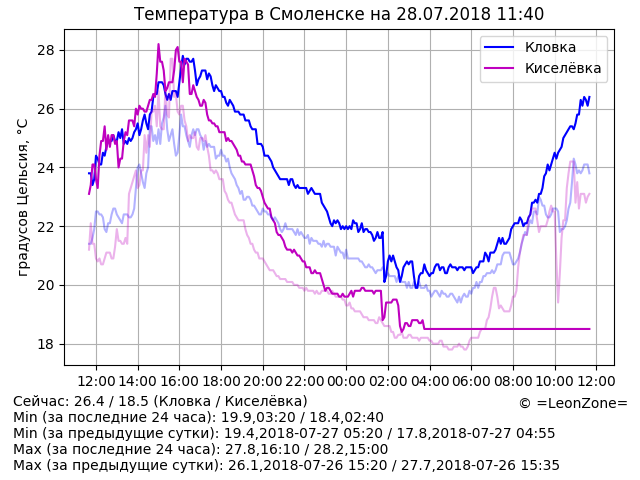 Температура в Смоленске на 28.07.2018 11:40
градусов Цельсия, °C
28
26
24
22
20
18
Кловка
Киселёвка
12:00 14:00 16:00 18:00 20:00 22:00 00:00 02:00 04:00 06:00 08:00 10:00 12:00
Сейчас: 26.4 / 18.5 (Кловка / Киселёвка)
© =LeonZone=
Min (за последние 24 часа): 19.9,03:20 / 18.4,02:40
Min (за предыдущие сутки): 19.4,2018-07-27 05:20 / 17.8,2018-07-27 04:55
Max (за последние 24 часа): 27.8,16:10 / 28.2,15:00
Max (за предыдущие сутки): 26.1,2018-07-26 15:20 / 27.7,2018-07-26 15:35